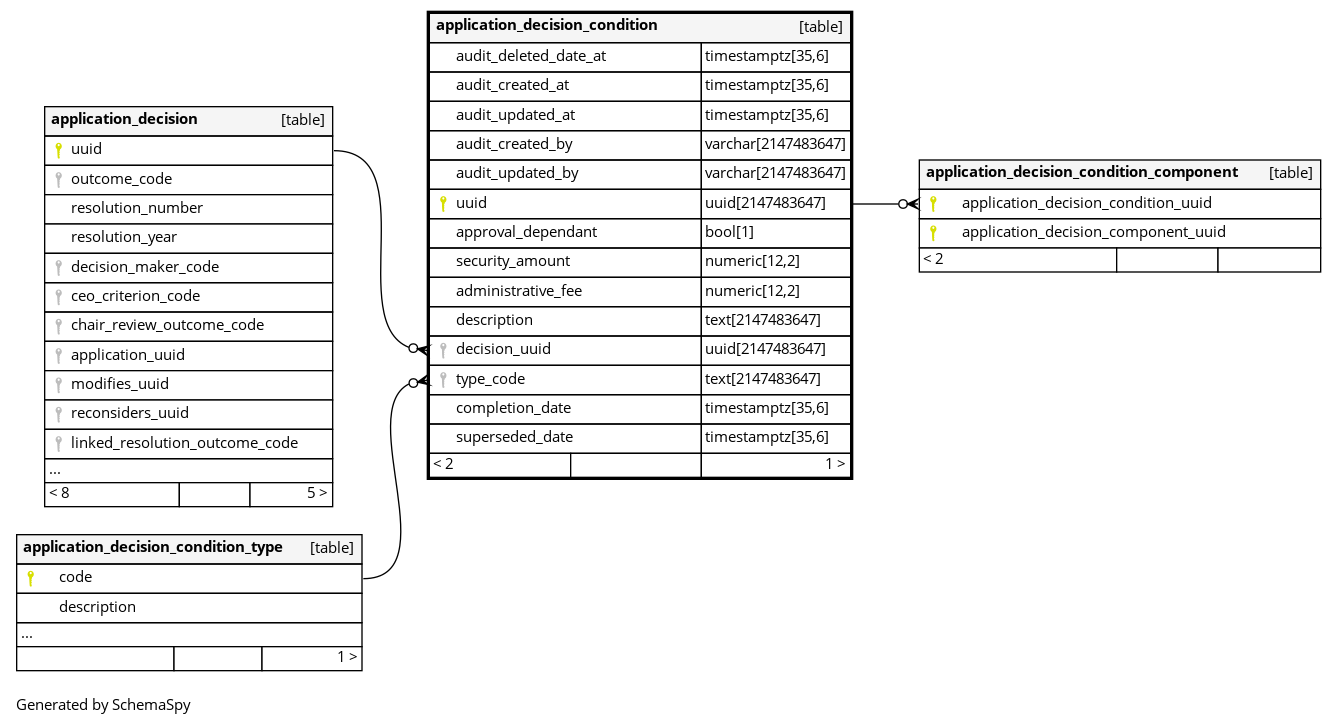 application_decision_condition [table]
audit_deleted_date_at timestamptz[35,6]
audit_created_at timestamptz[35,6]
audit_updated_at timestamptz[35,6]
audit_created_by varchar[2147483647]
audit_updated_by varchar[2147483647]
uuid uuid[2147483647]
approval_dependant bool[1]
security_amount numeric[12,2]
administrative_fee numeric[12,2]
description text[2147483647]
decision_uuid uuid[2147483647]
type_code text[2147483647]
completion_date timestamptz[35,6]
superseded_date timestamptz[35,6]
< 2 1 >
application_decision [table]
uuid
outcome_code
resolution_number
resolution_year
decision_maker_code
ceo_criterion_code
chair_review_outcome_code
application_uuid
modifies_uuid
reconsiders_uuid
linked_resolution_outcome_code
...
< 8 5 >
application_decision_condition_component [table]
application_decision_condition_uuid
application_decision_component_uuid
< 2
application_decision_condition_type [table]
code
description
...
1 >
Generated by SchemaSpy